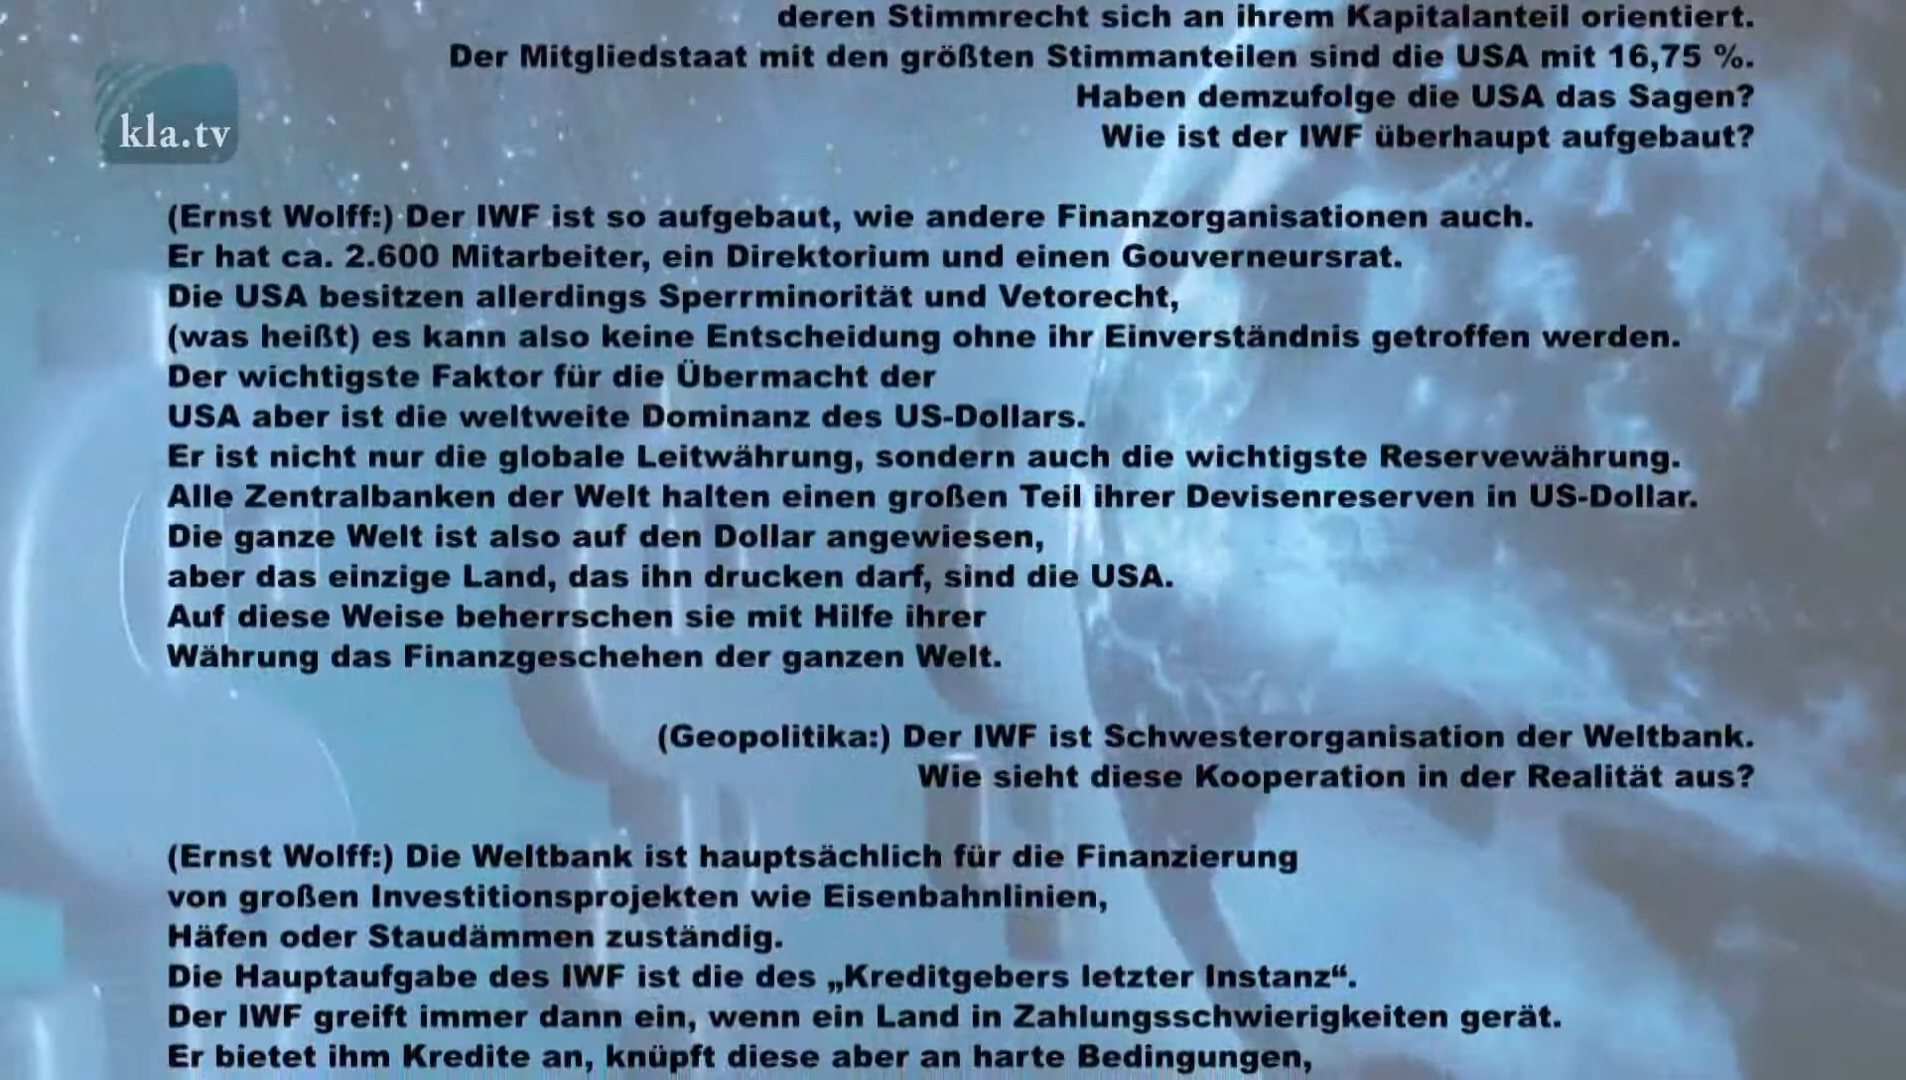 deren Stimmrecht sich an ihrem Kapitalanteil orientiert.
Der Mitgliedstaat mit den größten Stimmanteilen sind die USA mit 16,75 %.
Haben demzufolge die USA das Sagen?
Wie ist der IWF überhaupt aufgebaut?
kla.tv
(Ernst Wolff:) Der IWF ist so aufgebaut, wie andere Finanzorganisationen auch.
Er hat ca. 2.600 Mitarbeiter, ein Direktorium und einen Gouverneursrat.
Die USA besitzen allerdings Sperrminorität und Vetorecht,
(was heißt) es kann also keine Entscheidung ohne ihr Einverständnis getroffen werden.
Der wichtigste Faktor für die Übermacht der
USA aber ist die weltweite Dominanz des US-Dollars.
Er ist nicht nur die globale Leitwährung, sondern auch die wichtigste Reservewährung.
Alle Zentralbanken der Welt halten einen großen Teil ihrer Devisenreserven in US-Dollar.
Die ganze Welt ist also auf den Dollar angewiesen,
aber das einzige Land, das ihn drucken darf, sind die USA.
Auf diese Weise beherrschen sie mit Hilfe ihrer
Währung das Finanzgeschehen der ganzen Welt.
(Geopolitika:) Der IWF ist Schwesterorganisation der Weltbank.
Wie sieht diese Kooperation in der Realität aus?
(Ernst Wolff:) Die Weltbank ist hauptsächlich für die Finanzierung
von großen Investitionsprojekten wie Eisenbahnlinien,
Häfen oder Staudämmen zuständig.
Die Hauptaufgabe des IWF ist die des „Kreditgebers letzter Instanz“.
Der IWF greift immer dann ein, wenn ein Land in Zahlungsschwierigkeiten gerät.
Er bietet ihm Kredite an, knüpft diese aber an harte Bedingungen,